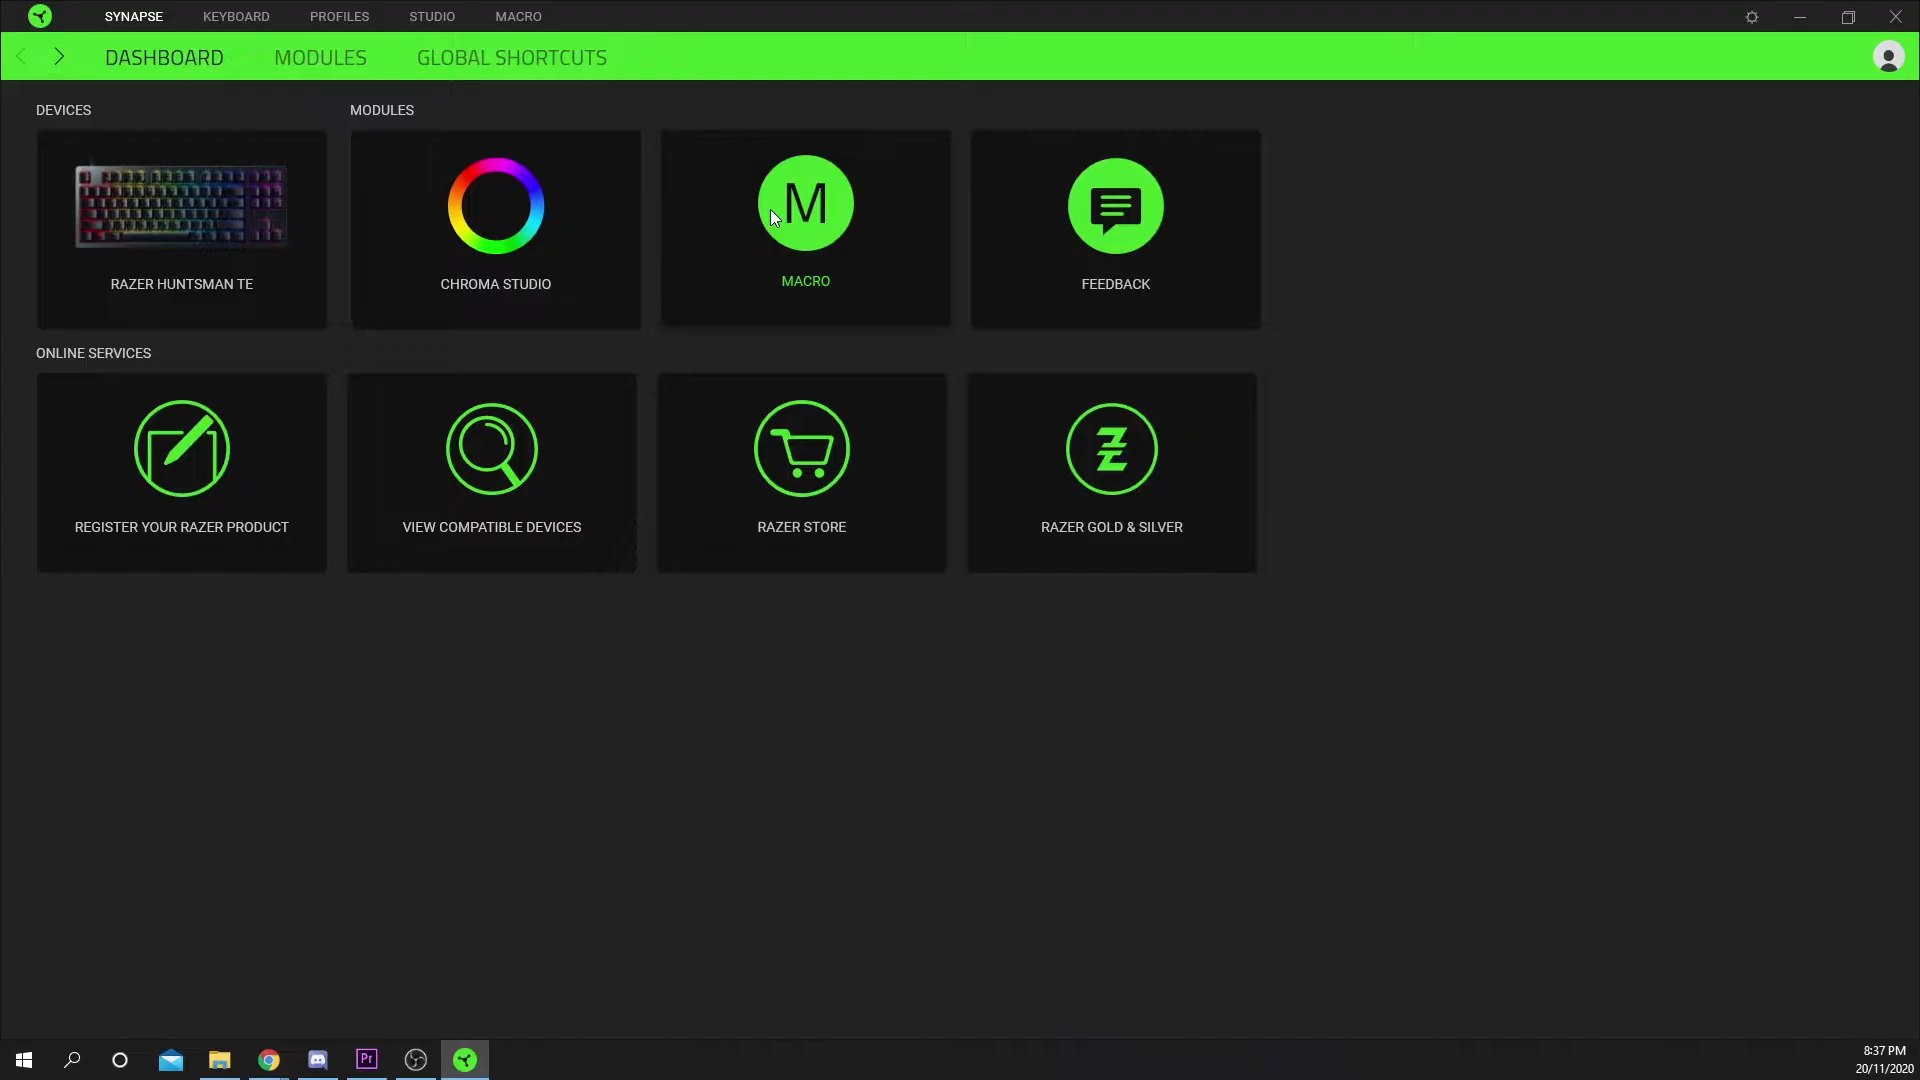 SYNAPSE KEYBOARD PROFILES STUDIO MACRO
DASHBOARD MODULES GLOBAL SHORTCUTS
DEVICES MODULES
M
RAZER HUNTSMAN TE CHROMA STUDIO MACRO FEEDBACK
ONLINE SERVICES
REGISTER YOUR RAZER PRODUCT VIEW COMPATIBLE DEVICES RAZER STORE RAZER GOLD & SILVER
Pr
8:37 PM
20/11/2020